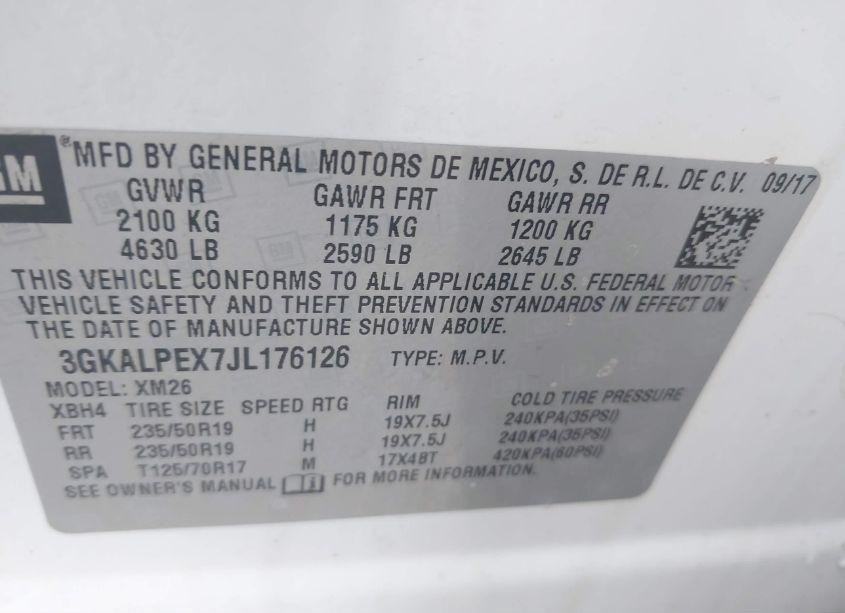 GM
® MFD BY GENERAL MOTORS DE MEXICO, S. DE R.L. DE C.V. 09/17
GVWR GAWR FRT GAWR RR
2100 KG 1175 KG 1200 KG
4630 LB 2590 LB 2645 LB
THIS VEHICLE CONFORMS TO ALL APPLICABLE U.S. FEDERAL MOTOR
VEHICLE SAFETY AND THEFT PREVENTION STANDARDS IN EFFECT ON
THE DATE OF MANUFACTURE SHOWN ABOVE.
3GKALPEX7JL176126 TYPE: M.P.V.
MODEL: XM26
XBH4 TIRE SIZE SPEED RTG RIM COLD TIRE PRESSURE
FRT 235/50R19 H 19X7.5J 240KPA(35PSI)
RR 235/50R19 H 19X7.5J 240KPA(35PSI)
SPA T125/70R17 M 17X4BT 420KPA(60PSI)
SEE OWNER'S MANUAL FOR MORE INFORMATION.